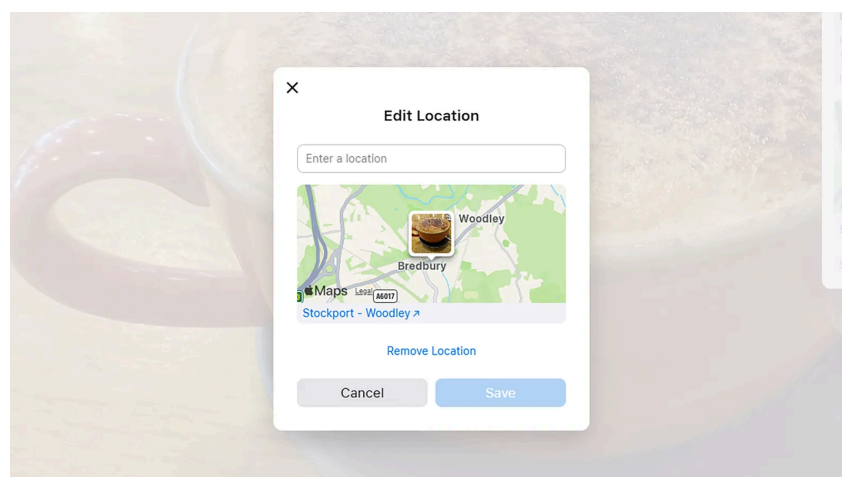 Edit Location
Enter a location
Woodley
Bredbury
Maps
Legal
A6017
Stockport - Woodley ↗
Remove Location
Cancel
Save